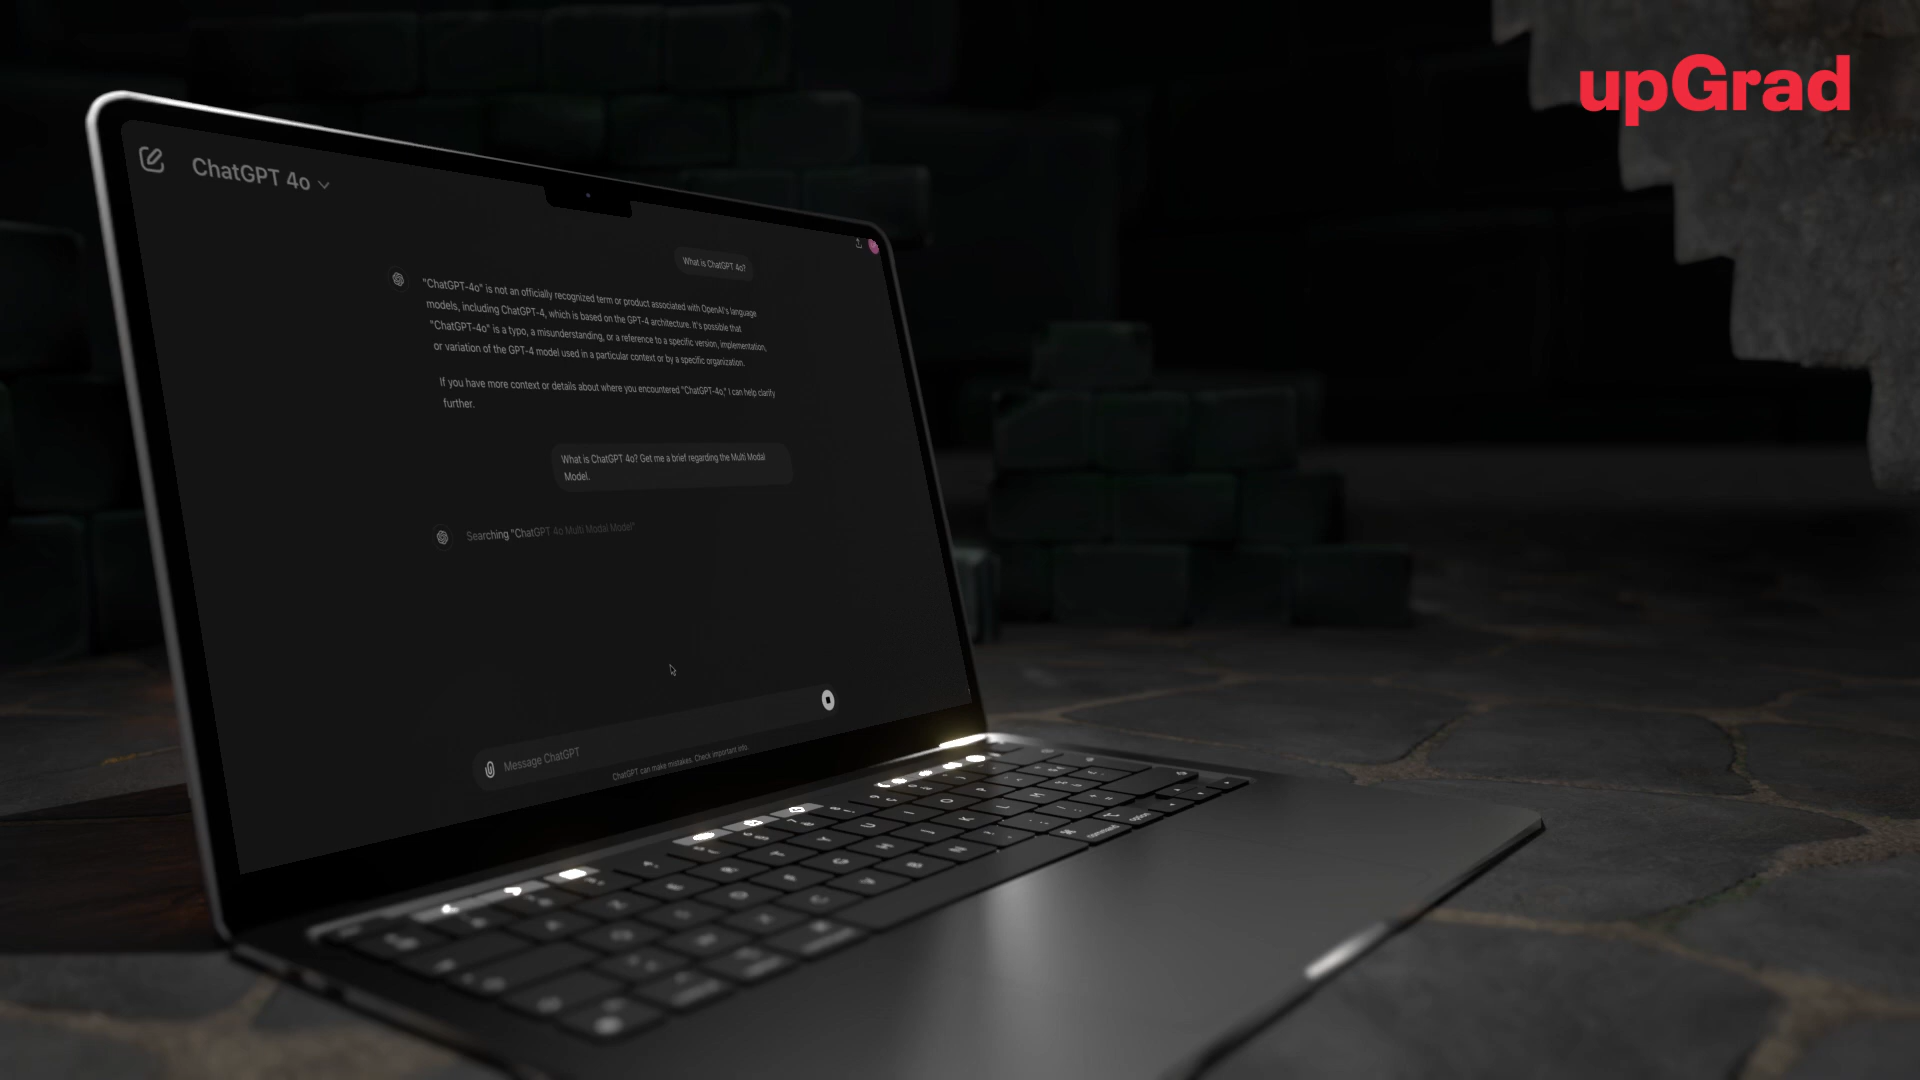 upGrad
ChatGPT 4o
What is ChatGPT 4o?
"ChatGPT-4o" is not an officially recognized term or product associated with OpenAI's language
models, including ChatGPT-4, which is based on the GPT-4 architecture. It's possible that
"ChatGPT-4o" is a typo, a misunderstanding, or a reference to a specific version, implementation,
or variation of the GPT-4 model used in a particular context or by a specific organization.
If you have more context or details about where you encountered "ChatGPT-4o," I can help clarify
further.
What is ChatGPT 4o? Get me a brief regarding the Multi Modal
Model.
Searching "ChatGPT 4o Multi Modal Model"
Message ChatGPT
ChatGPT can make mistakes. Check important info.
command
option